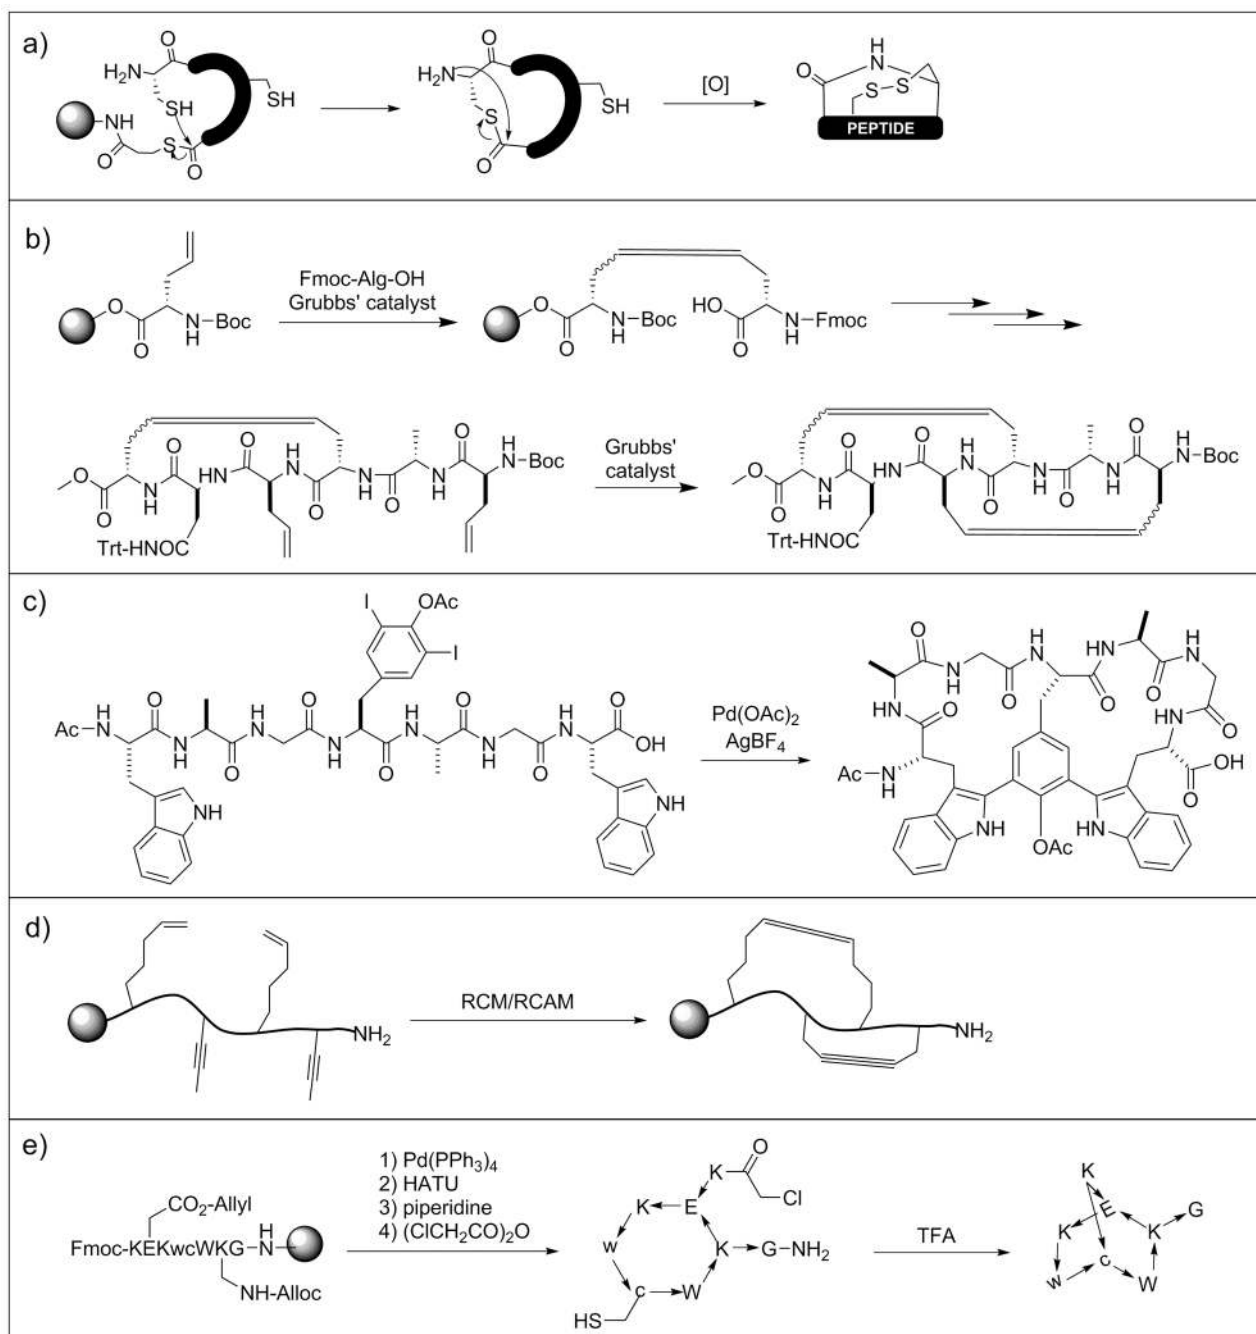 a)
O
H₂N
SH
SH
NH
O
S
O
O
H₂N
SH
S
O
[O]
H
N
O
S
S
PEPTIDE
b)
O
O
N
H
Boc
Fmoc-Alg-OH
Grubbs' catalyst
O
O
N
H
Boc
HO
O
N
H
Fmoc
O
O
N
H
O
H
N
O
H
N
O
N
H
O
H
N
O
H
N
Boc
Trt-HNOC
Grubbs'
catalyst
O
O
N
H
O
H
N
O
H
N
O
N
H
O
H
N
O
H
N
Boc
Trt-HNOC
c)
I
OAc
I
Ac
H
N
O
N
H
O
H
N
O
N
H
O
H
N
O
N
H
O
H
N
O
OH
NH
NH
Pd(OAc)₂
AgBF₄
O
H
N
O
H
N
O
H
N
O
H
N
O
NH
O
NH
O
Ac
N
H
OH
O
N
H
OAc
N
H
d)
NH₂
RCM/RCAM
NH₂
e)
CO₂-Allyl
Fmoc-KEKwcWKG
H
N
NH-Alloc
1) Pd(PPh₃)₄
2) HATU
3) piperidine
4) (ClCH₂CO)₂O
O
K
Cl
K
E
w
K
G-NH₂
c
W
HS
TFA
K
E
G
K
K
c
w
W